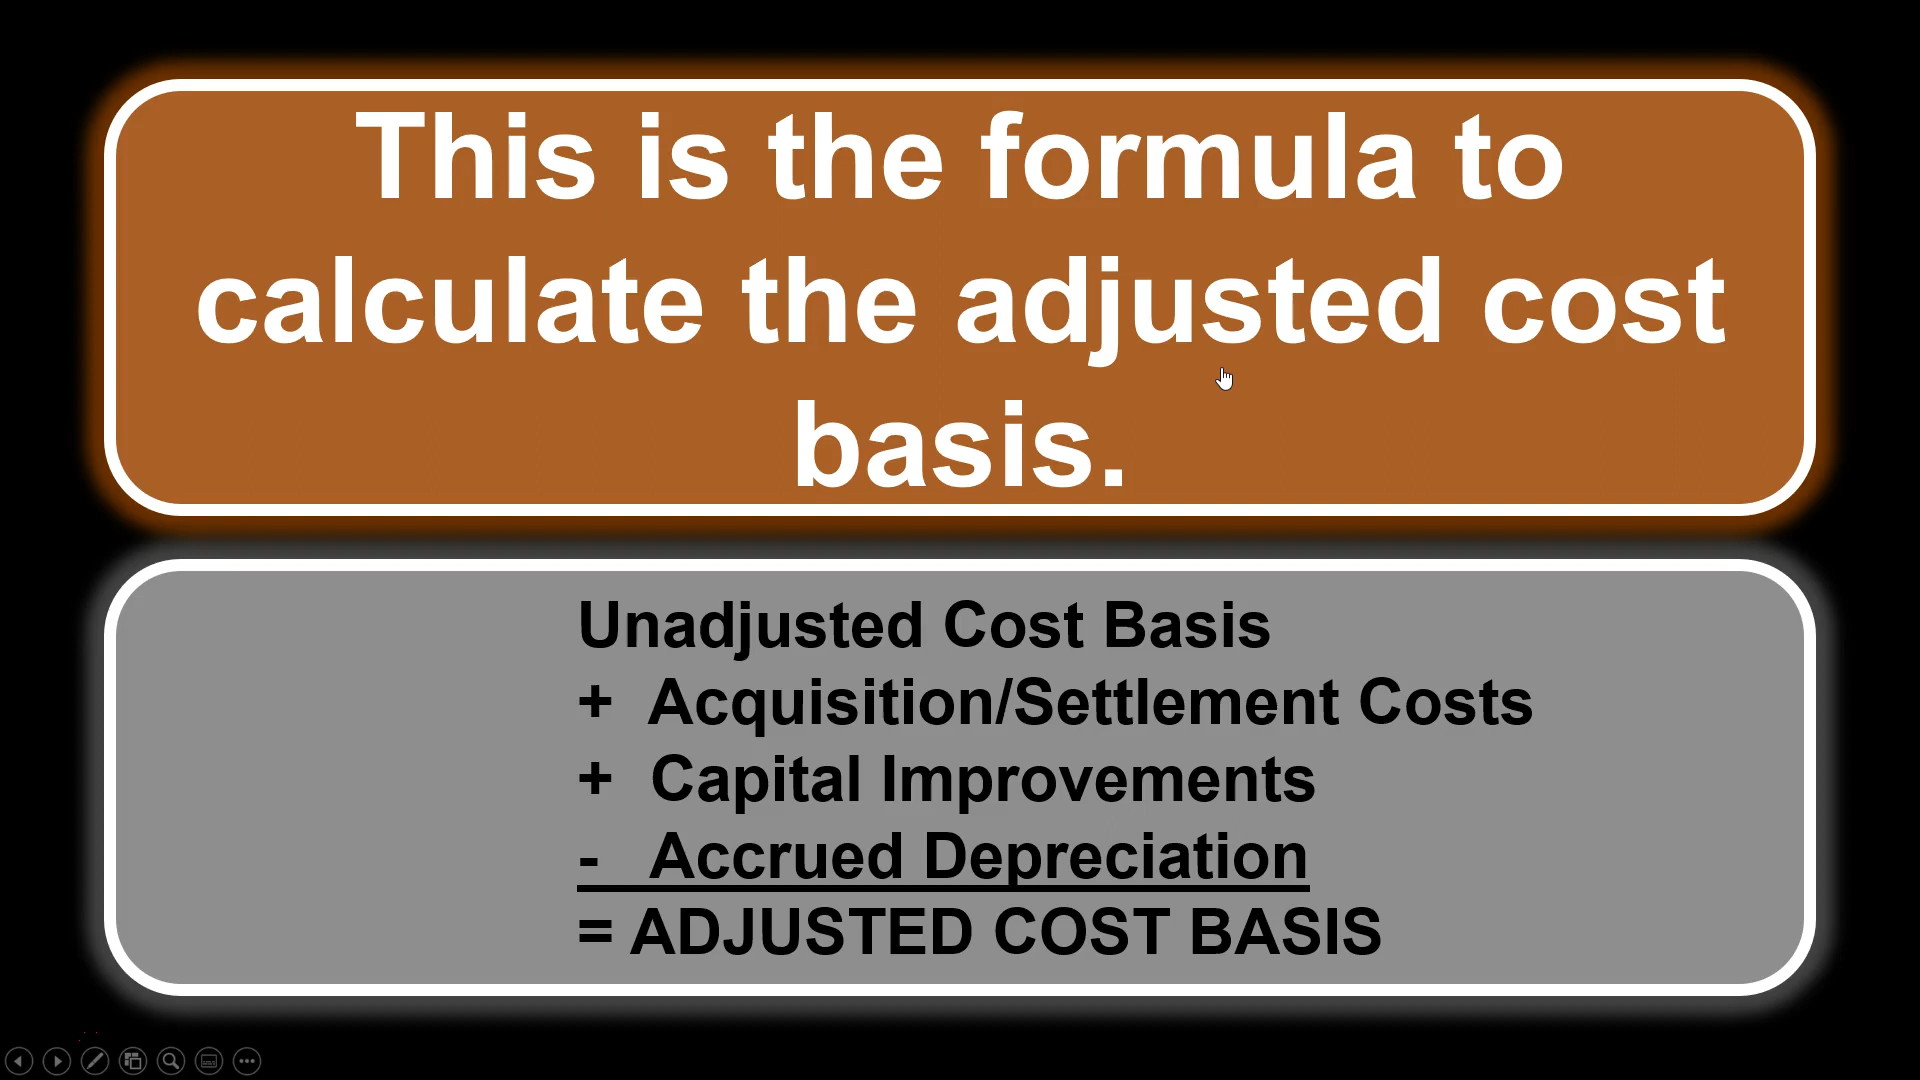 This is the formula to
calculate the adjusted cost
basis.
Unadjusted Cost Basis
+ Acquisition/Settlement Costs
+ Capital Improvements
- Accrued Depreciation
= ADJUSTED COST BASIS